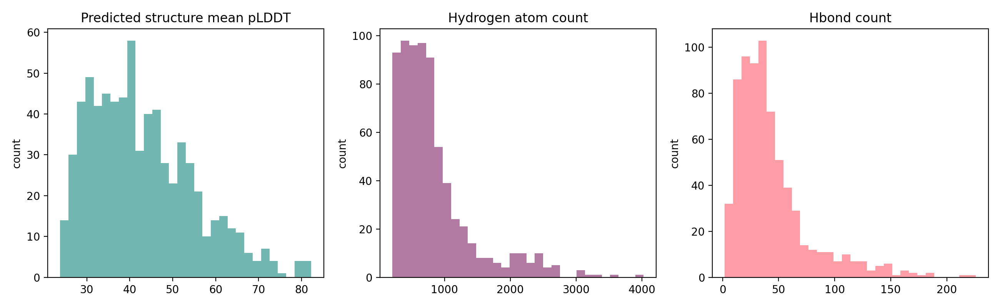 Predicted structure mean pLDDT
count
60
50
40
30
20
10
0
30 40 50 60 70 80
Hydrogen atom count
count
100
80
60
40
20
0
1000 2000 3000 4000
Hbond count
count
100
80
60
40
20
0
0 50 100 150 200